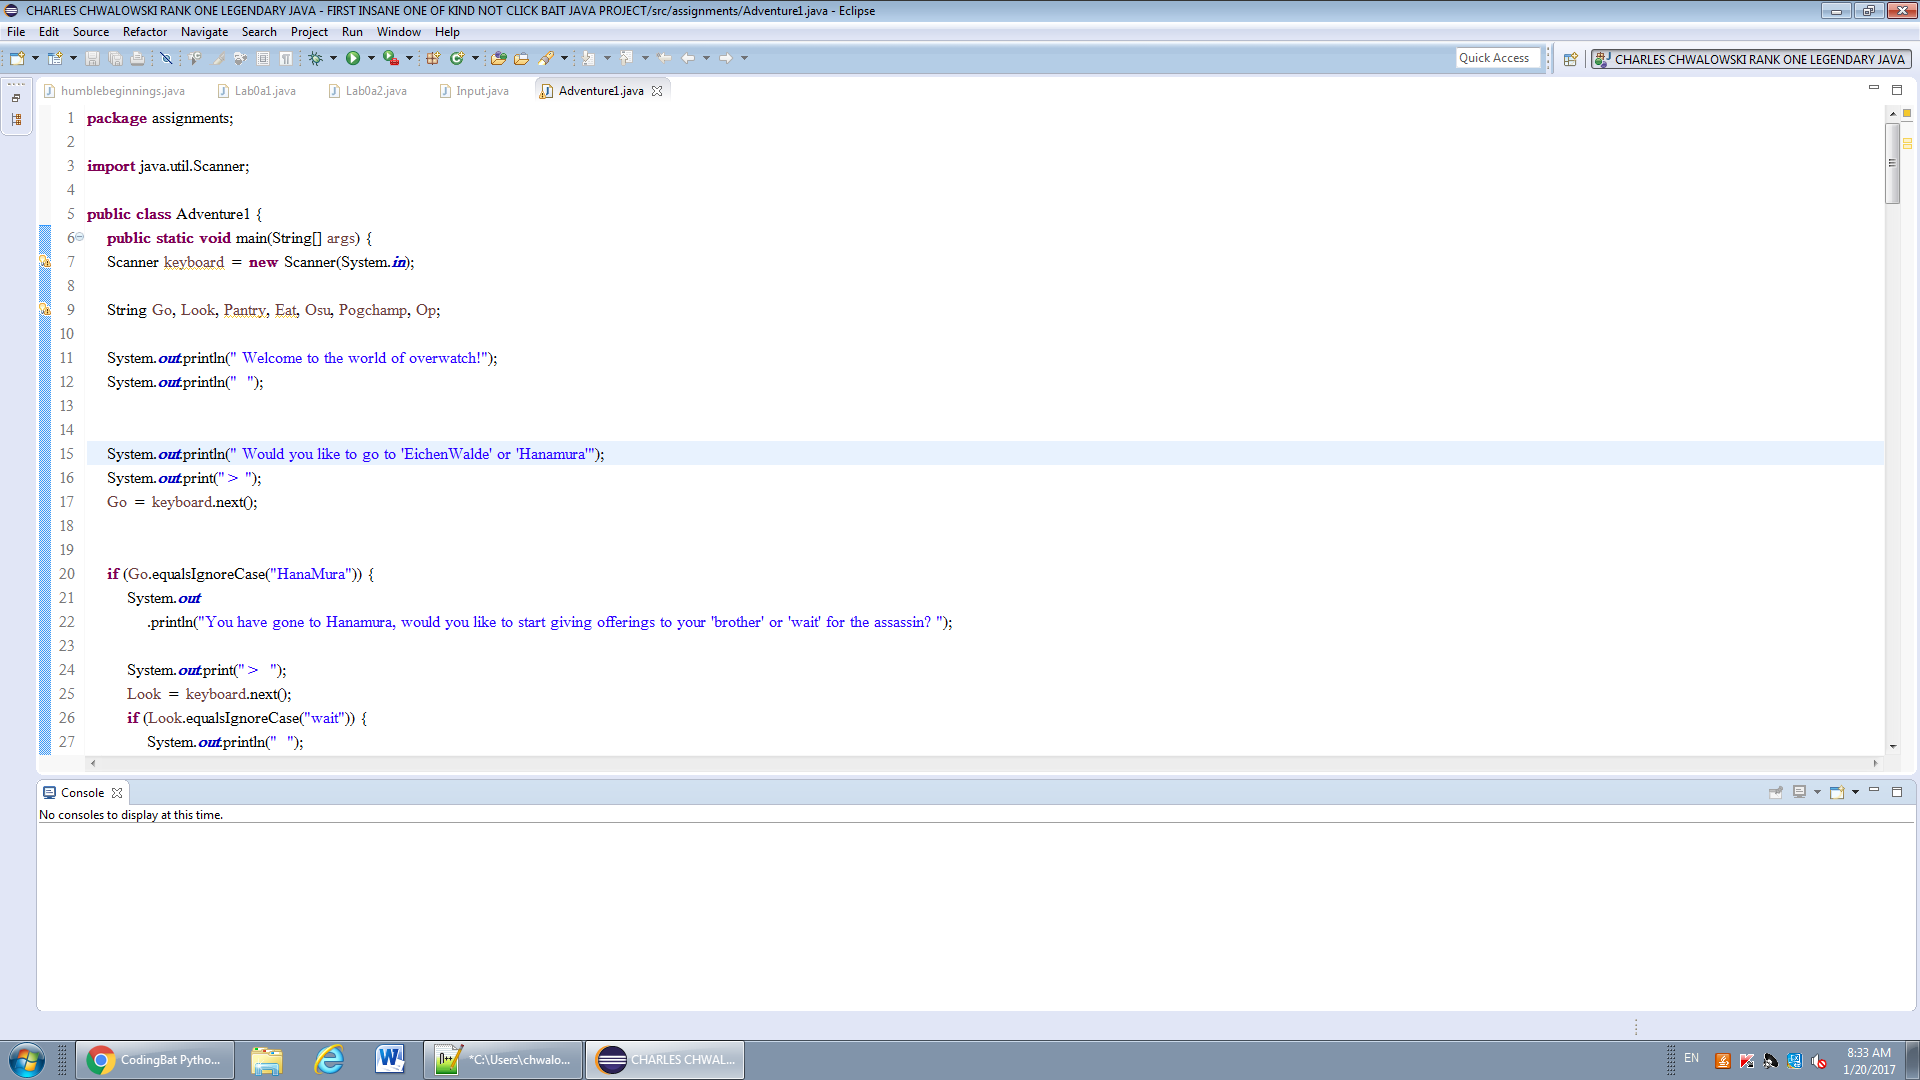 CHARLES CHWALOWSKI RANK ONE LEGENDARY JAVA - FIRST INSANE ONE OF KIND NOT CLICK BAIT JAVA PROJECT/src/assignments/Adventure1.java - Eclipse
File Edit Source Refactor Navigate Search Project Run Window Help
Quick Access CHARLES CHWALOWSKI RANK ONE LEGENDARY JAVA
humblebeginnings.java Lab0a1.java Lab0a2.java Input.java Adventure1.java
1 package assignments;
2
3 import java.util.Scanner;
4
5 public class Adventure1 {
6 public static void main(String[] args) {
7 Scanner keyboard = new Scanner(System.in);
8
9 String Go, Look, Pantry, Eat, Osu, Pogchamp, Op;
10
11 System.out.println(" Welcome to the world of overwatch!");
12 System.out.println("  ");
13
14
15 System.out.println(" Would you like to go to 'EichenWalde' or 'Hanamura'");
16 System.out.print("> ");
17 Go = keyboard.next();
18
19
20 if (Go.equalsIgnoreCase("HanaMura")) {
21 System.out
22 .println("You have gone to Hanamura, would you like to start giving offerings to your 'brother' or 'wait' for the assassin? ");
23
24 System.out.print(">  ");
25 Look = keyboard.next();
26 if (Look.equalsIgnoreCase("wait")) {
27 System.out.println("  ");
Console
No consoles to display at this time.
CodingBat Pytho... *C:\Users\chwalo... CHARLES CHWAL... EN 8:33 AM
1/20/2017